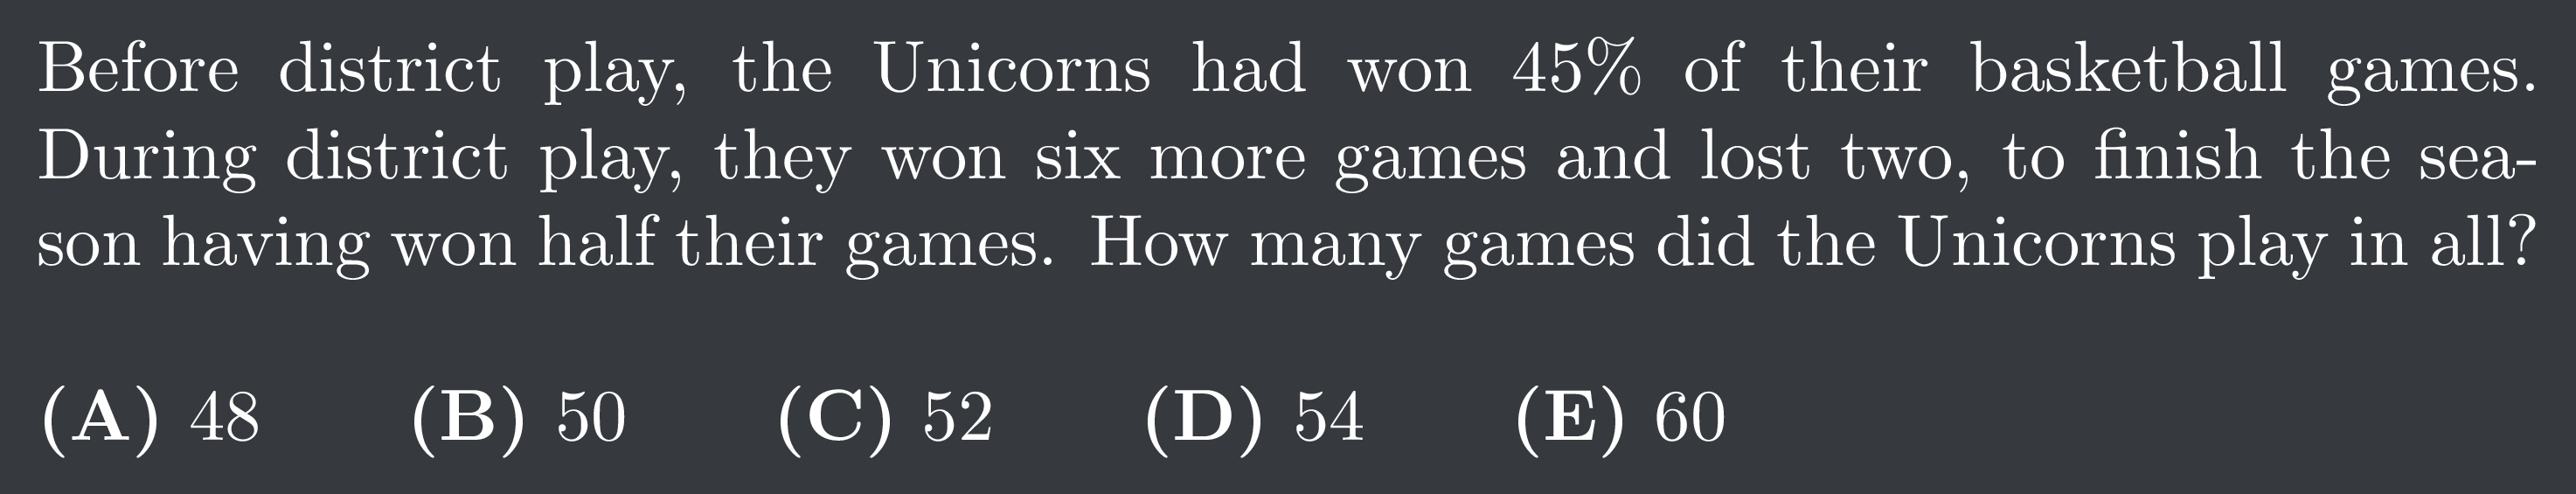 Before district play, the Unicorns had won 45% of their basketball games.
During district play, they won six more games and lost two, to finish the sea-
son having won half their games. How many games did the Unicorns play in all?
(A) 48 (B) 50 (C) 52 (D) 54 (E) 60